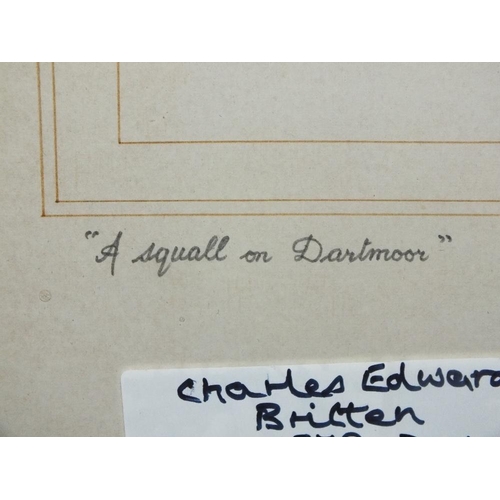 "A squall on Dartmoor"
Charles Edward
Britten